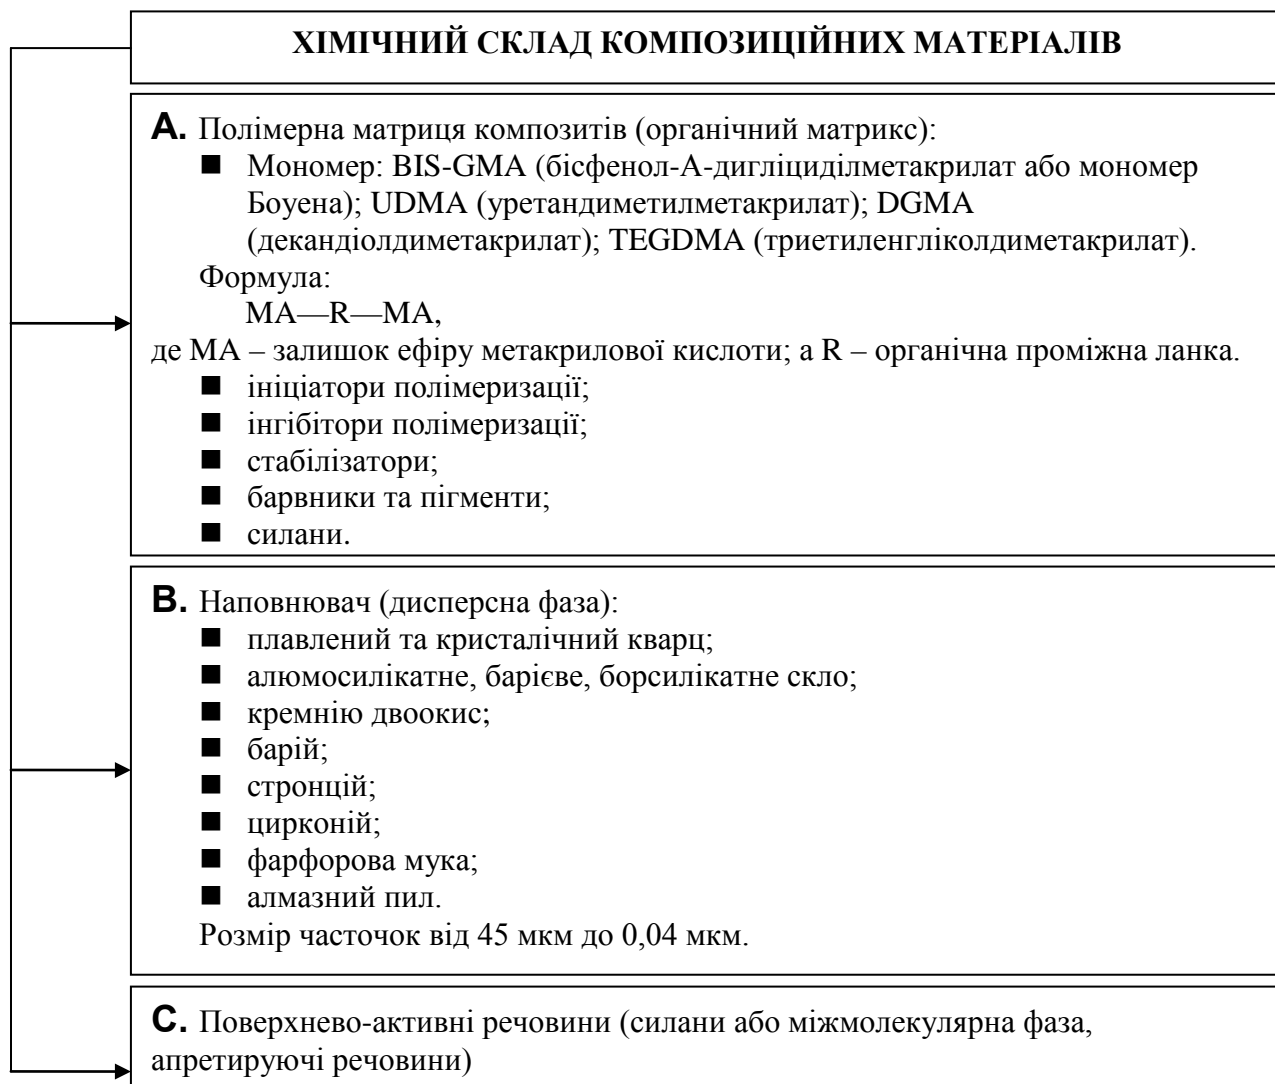 ХІМІЧНИЙ СКЛАД КОМПОЗИЦІЙНИХ МАТЕРІАЛІВ
А. Полімерна матриця композитів (органічний матрикс):
■ Мономер: BIS-GMA (бісфенол-А-дигліциділметакрилат або мономер
Боуена); UDMA (уретандиметилметакрилат); DGMA
(декандіолдиметакрилат); TEGDMA (триетиленгліколдиметакрилат).
Формула:
МА—R—МА,
де МА – залишок ефіру метакрилової кислоти; а R – органічна проміжна ланка.
■ ініціатори полімеризації;
■ інгібітори полімеризації;
■ стабілізатори;
■ барвники та пігменти;
■ силани.
В. Наповнювач (дисперсна фаза):
■ плавлений та кристалічний кварц;
■ алюмосилікатне, барієве, борсилікатне скло;
■ кремнію двоокис;
■ барій;
■ стронцій;
■ цирконій;
■ фарфорова мука;
■ алмазний пил.
Розмір часточок від 45 мкм до 0,04 мкм.
С. Поверхнево-активні речовини (силани або міжмолекулярна фаза,
апретируючі речовини)